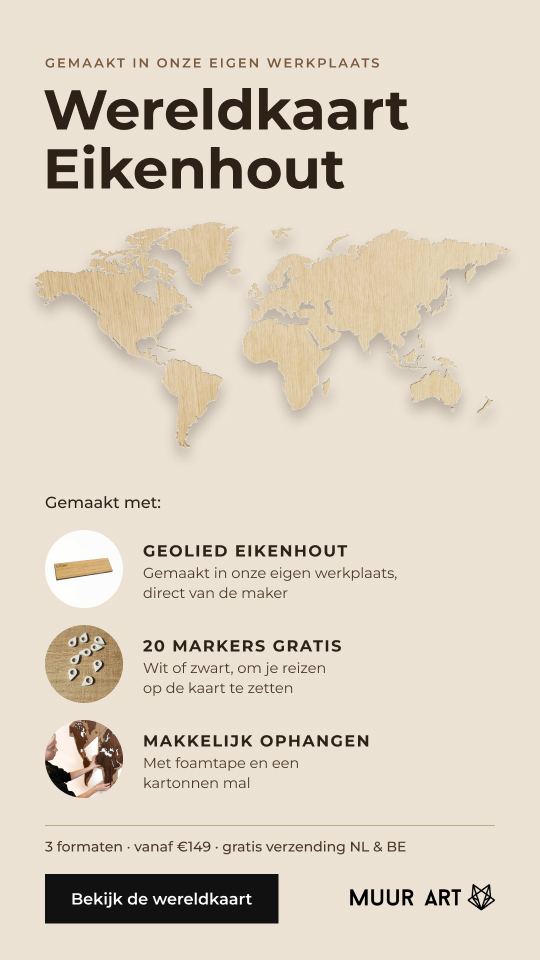 GEMAAKT IN ONZE EIGEN WERKPLAATS
Wereldkaart
Eikenhout
Gemaakt met:
GEOLIED EIKENHOUT
Gemaakt in onze eigen werkplaats,
direct van de maker
20 MARKERS GRATIS
Wit of zwart, om je reizen
op de kaart te zetten
MAKKELIJK OPHANGEN
Met foamtape en een
kartonnen mal
3 formaten · vanaf €149 · gratis verzending NL & BE
Bekijk de wereldkaart
MUUR ART